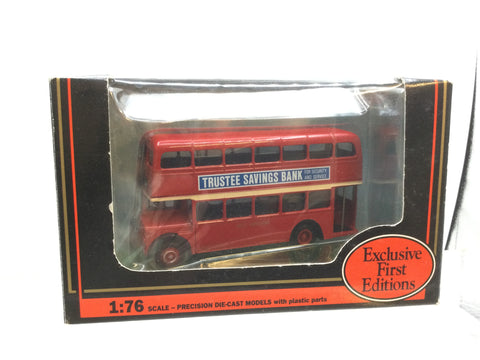 TRUSTEE SAVINGS BANK FOR SECURITY
AND SERVICE
Exclusive
First
Editions
1:76 SCALE – PRECISION DIE-CAST MODELS with plastic parts